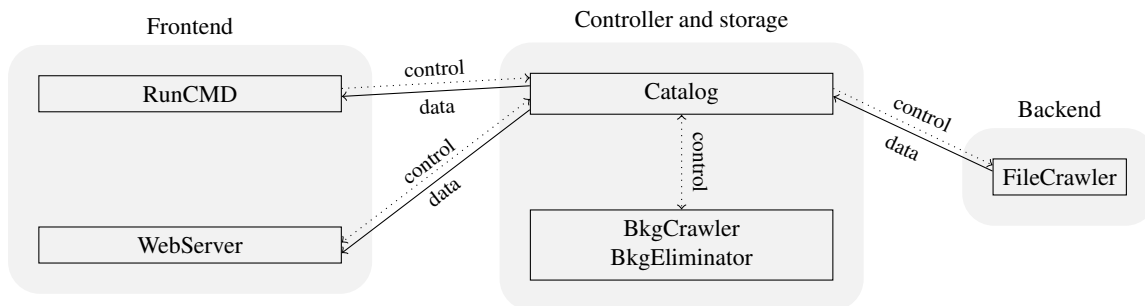 Frontend
Controller and storage
RunCMD
control
data
Catalog
control
data
Backend
FileCrawler
control
data
control
WebServer
BkgCrawler
BkgEliminator